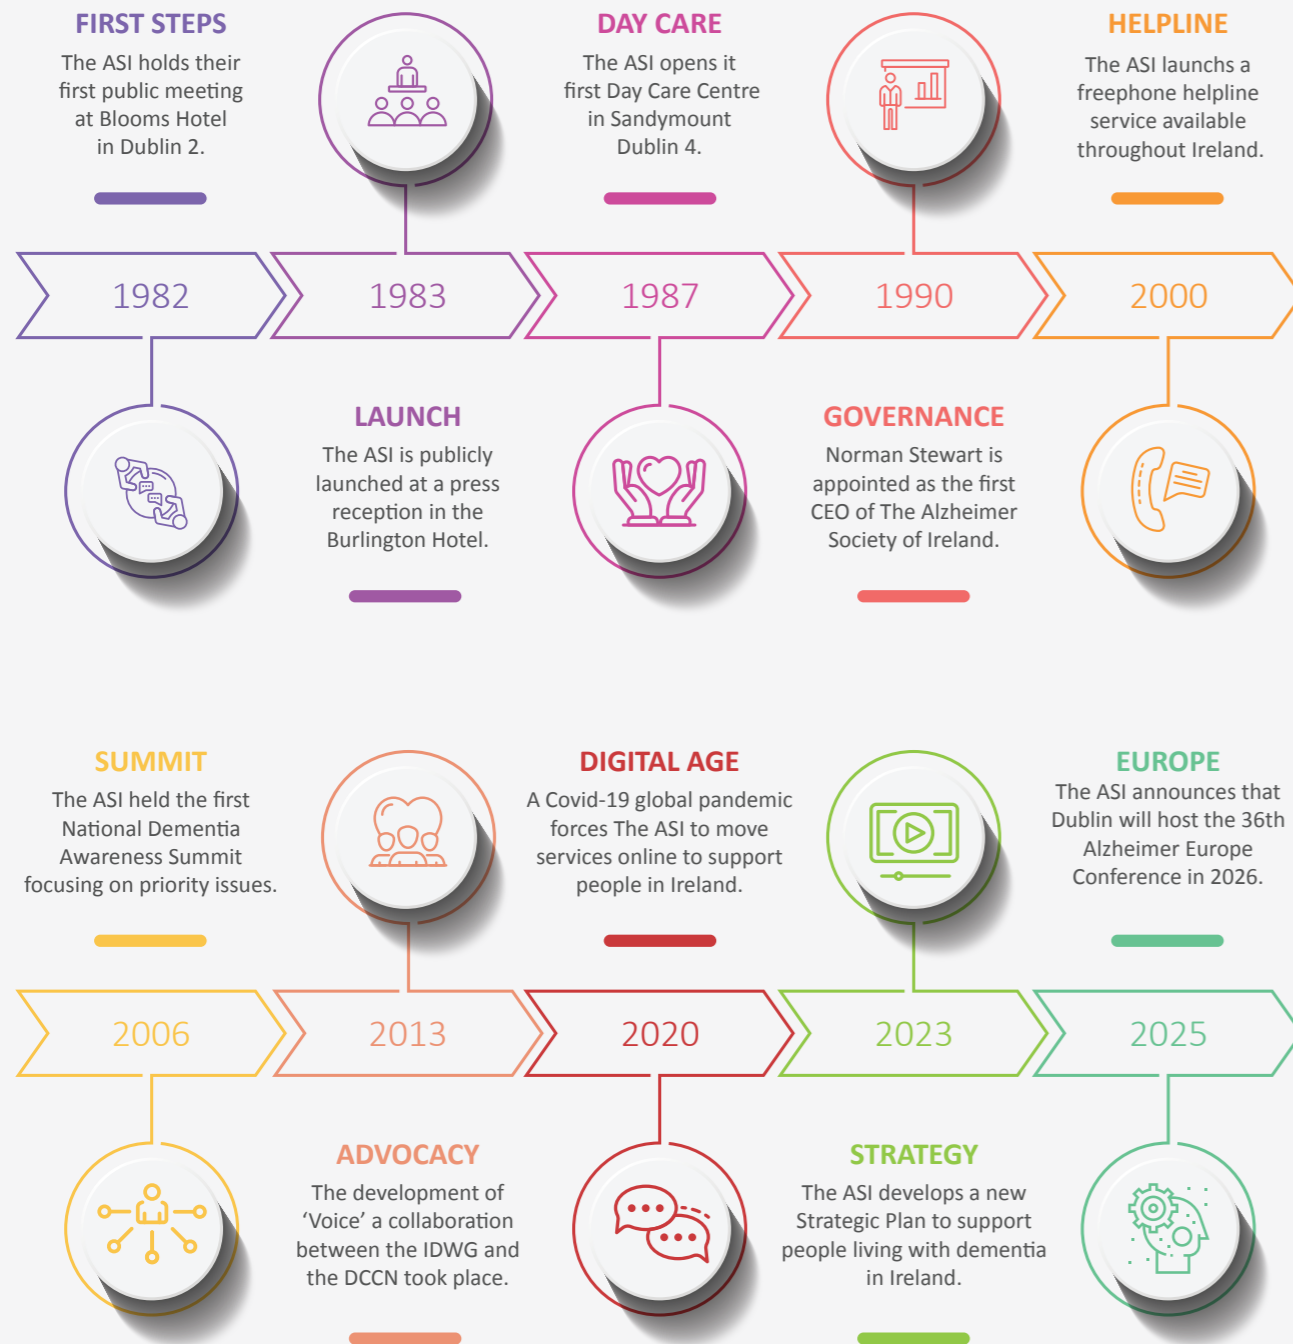 FIRST STEPS
The ASI holds their
first public meeting
at Blooms Hotel
in Dublin 2.
DAY CARE
The ASI opens it
first Day Care Centre
in Sandymount
Dublin 4.
HELPLINE
The ASI launchs a
freephone helpline
service available
throughout Ireland.
1982
1983
1987
1990
2000
LAUNCH
The ASI is publicly
launched at a press
reception in the
Burlington Hotel.
GOVERNANCE
Norman Stewart is
appointed as the first
CEO of The Alzheimer
Society of Ireland.
SUMMIT
The ASI held the first
National Dementia
Awareness Summit
focusing on priority issues.
DIGITAL AGE
A Covid-19 global pandemic
forces The ASI to move
services online to support
people in Ireland.
EUROPE
The ASI announces that
Dublin will host the 36th
Alzheimer Europe
Conference in 2026.
2006
2013
2020
2023
2025
ADVOCACY
The development of
‘Voice’ a collaboration
between the IDWG and
the DCCN took place.
STRATEGY
The ASI develops a new
Strategic Plan to support
people living with dementia
in Ireland.